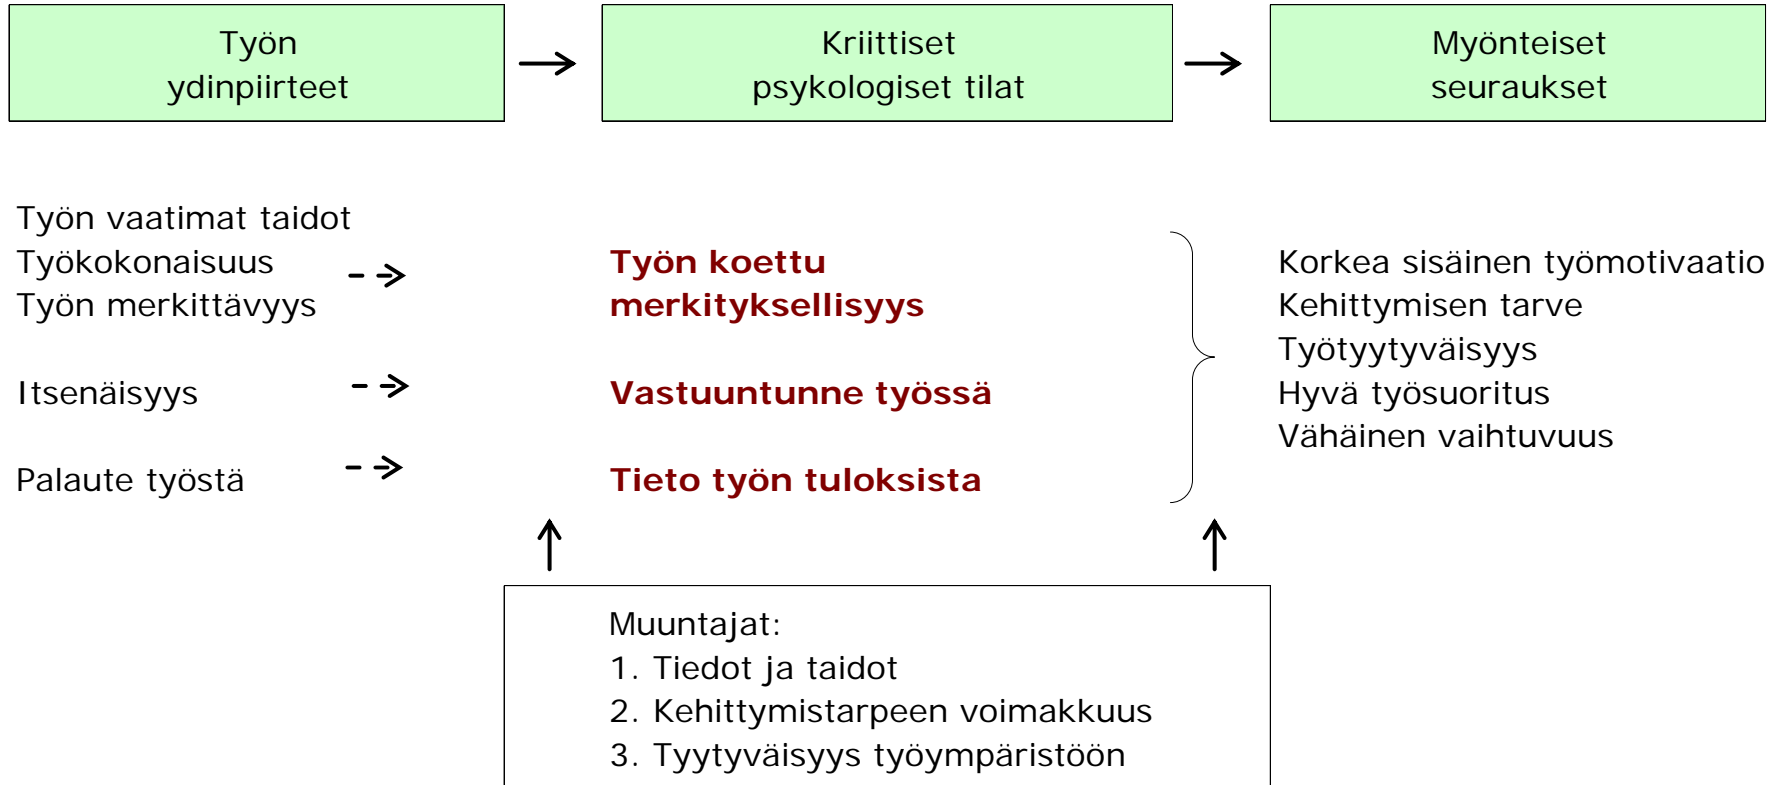 Työn
ydinpiirteet
Kriittiset
psykologiset tilat
Myönteiset
seuraukset
Työn vaatimat taidot
Työkokonaisuus
Työn merkittävyys
Itsenäisyys
Palaute työstä
Työn koettu
merkityksellisyys
Vastuuntunne työssä
Tieto työn tuloksista
Korkea sisäinen työmotivaatio
Kehittymisen tarve
Työtyytyväisyys
Hyvä työsuoritus
Vähäinen vaihtuvuus
Muuntajat:
1. Tiedot ja taidot
2. Kehittymistarpeen voimakkuus
3. Tyytyväisyys työympäristöön